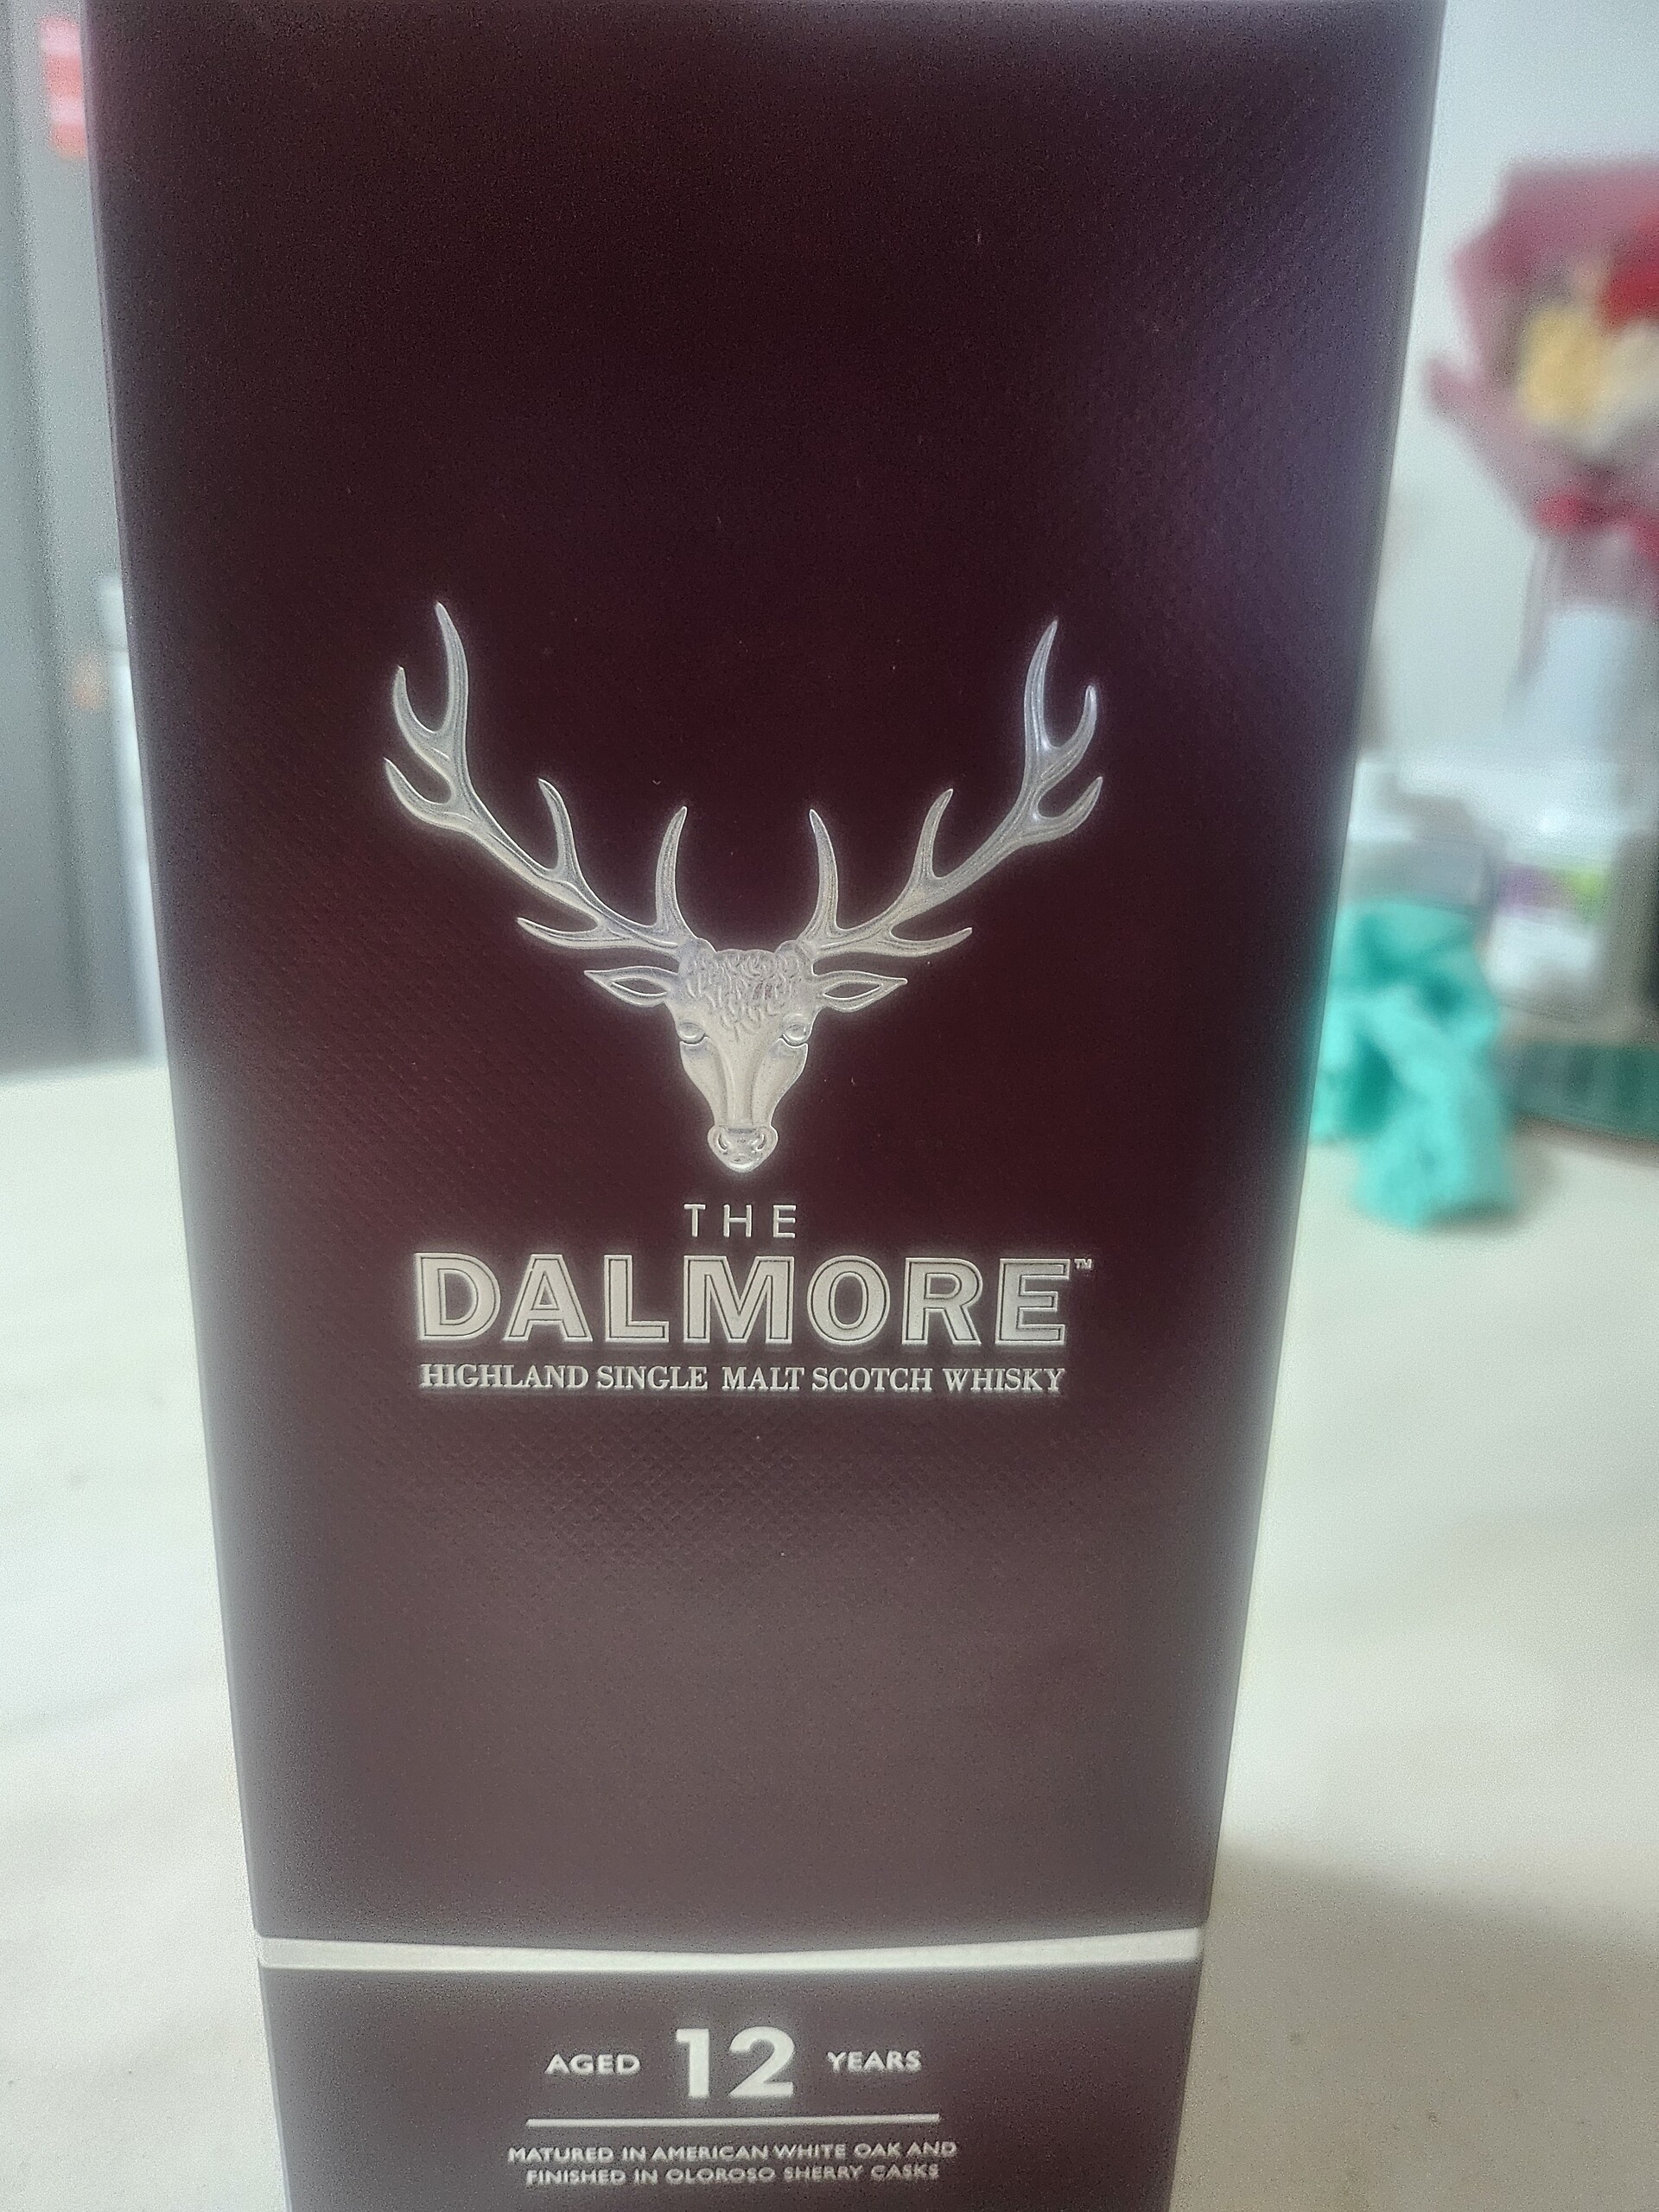 THE
DALMORE™
HIGHLAND SINGLE MALT SCOTCH WHISKY
AGED 12 YEARS
MATURED IN AMERICAN WHITE OAK AND
FINISHED IN OLOROSO SHERRY CASKS